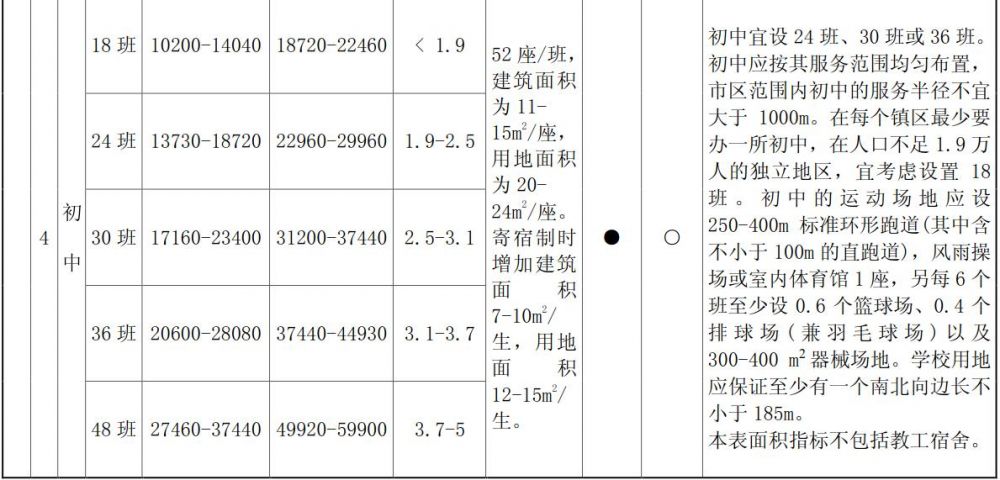 4
初
中
18 班 10200-14040 18720-22460 < 1.9
24 班 13730-18720 22960-29960 1.9-2.5
30 班 17160-23400 31200-37440 2.5-3.1
36 班 20600-28080 37440-44930 3.1-3.7
48 班 27460-37440 49920-59900 3.7-5
52 座/班，
建筑面积
为 11-
15m²/座，
用地面积
为 20-
24m²/座。
寄宿制时
增加建筑
面积
7-10m²/
生，用地
面积
12-15m²/
生。
●
○
初中宜设 24 班、30 班或 36 班。
初中应按其服务范围均匀布置，
市区范围内初中的服务半径不宜
大于 1000m。在每个镇区最少要
办一所初中，在人口不足 1.9 万
人的独立地区，宜考虑设置 18
班。初中的运动场地应设
250-400m 标准环形跑道(其中含
不小于 100m 的直跑道)，风雨操
场或室内体育馆 1 座，另每 6 个
班至少设 0.6 个篮球场、0.4 个
排球场(兼羽毛球场)以及
300-400 m²器械场地。学校用地
应保证至少有一个南北向边长不
小于 185m。
本表面积指标不包括教工宿舍。